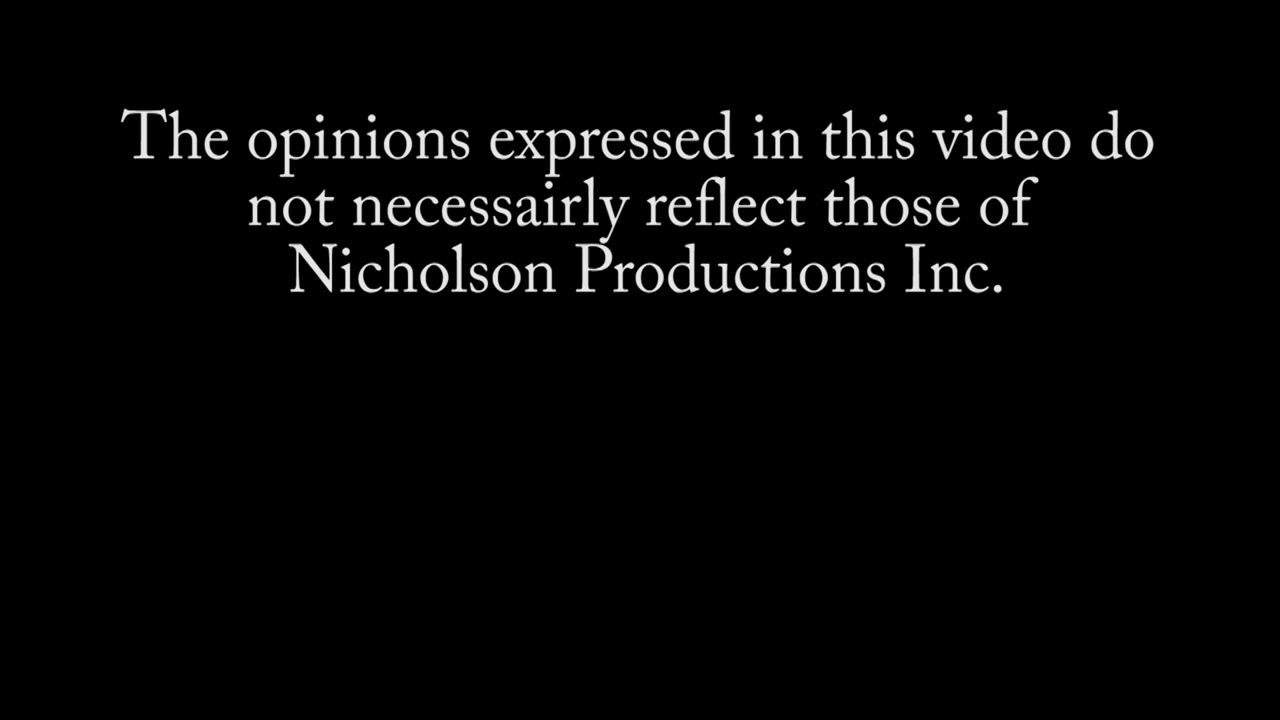 The opinions expressed in this video do
not necessairly reflect those of
Nicholson Productions Inc.